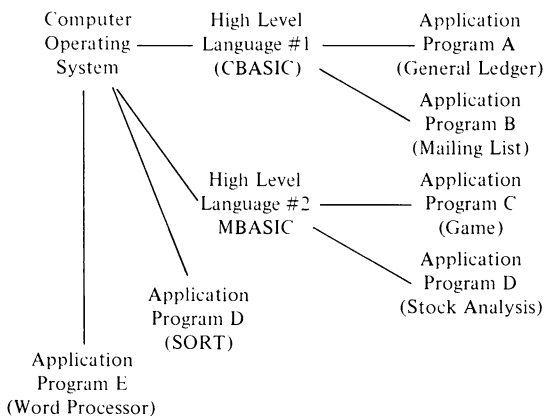 Computer
Operating
System
High Level
Language #1
(CBASIC)
Application
Program A
(General Ledger)
Application
Program B
(Mailing List)
High Level
Language #2
MBASIC
Application
Program C
(Game)
Application
Program D
(Stock Analysis)
Application
Program D
(SORT)
Application
Program E
(Word Processor)